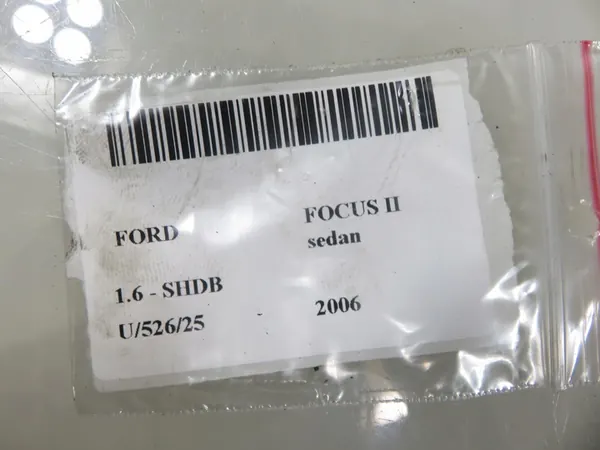 FORD FOCUS II
sedan
1.6 - SHDB
U/526/25 2006